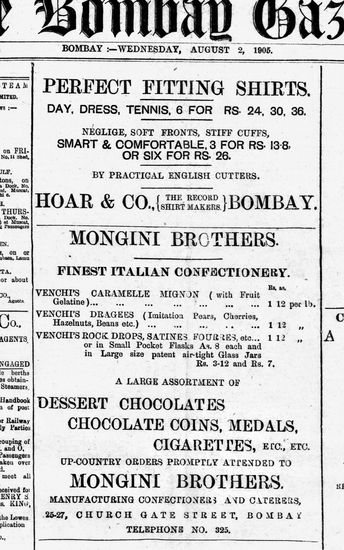 e Bombay Gaz
BOMBAY :—WEDNESDAY, AUGUST 2, 1905.
PERFECT FITTING SHIRTS.
DAY, DRESS, TENNIS, 6 FOR RS. 24, 30, 36.
NEGLIGE, SOFT FRONTS, STIFF CUFFS,
SMART & COMFORTABLE, 3 FOR RS. 13-8,
OR SIX FOR RS. 26.
BY PRACTICAL ENGLISH CUTTERS.
HOAR & CO., {THE RECORD SHIRT MAKERS.} BOMBAY.
MONGINI BROTHERS.
FINEST ITALIAN CONFECTIONERY.
Rs. as.
VENCHI'S CARAMELLE MIGNON (with Fruit
Gelatine)... ... ... ... ... ... 1 12 per lb.
VENCHI'S DRAGEES (Imitation Pears, Cherries,
Hazelnuts, Beans etc.) ... ... ... ... 1 12 „
VENCHI'S ROCK DROPS, SATINES FOURRES, etc... 1 12 „
or in Small Pocket Flasks As. 8 each and
in Large size patent air-tight Glass Jars
Rs. 3-12 and Rs. 7.
A LARGE ASSORTMENT OF
DESSERT CHOCOLATES
CHOCOLATE COINS, MEDALS,
CIGARETTES, ETC., ETC.
UP-COUNTRY ORDERS PROMPTLY ATTENDED TO
MONGINI BROTHERS.
MANUFACTURING CONFECTIONERS AND CATERERS,
25-27, CHURCH GATE STREET, BOMBAY
TELEPHONE NO. 325.